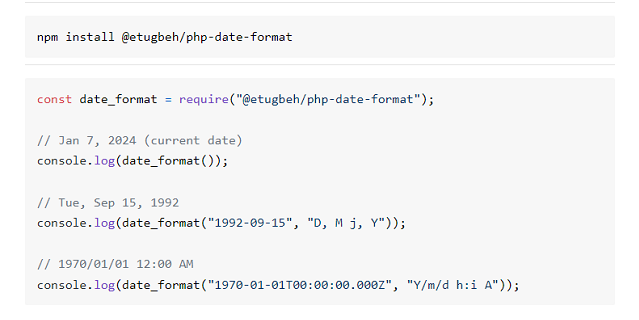 npm install @etugbeh/php-date-format
const date_format = require("@etugbeh/php-date-format");
// Jan 7, 2024 (current date)
console.log(date_format());
// Tue, Sep 15, 1992
console.log(date_format("1992-09-15", "D, M j, Y"));
// 1970/01/01 12:00 AM
console.log(date_format("1970-01-01T00:00:00.000Z", "Y/m/d h:i A"));